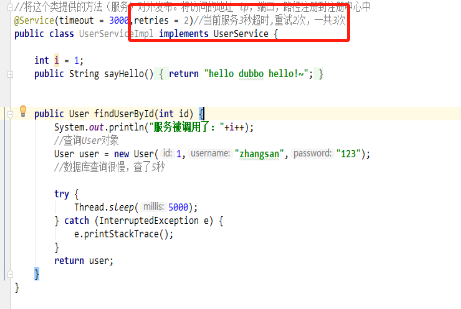 //将这个类提供的方法（服务）对外发布。将访问的地址 ip，端口，路径注册到注册中心中
@Service(timeout = 3000,retries = 2)//当前服务3秒超时,重试2次，一共3次
public class UserServiceImpl implements UserService {
int i = 1;
public String sayHello() { return "hello dubbo hello!~"; }
public User findUserById(int id) {
System.out.println("服务被调用了："+i++);
//查询User对象
User user = new User( id: 1, username: "zhangsan", password: "123");
//数据库查询很慢，查了5秒
try {
Thread.sleep( millis: 5000);
} catch (InterruptedException e) {
e.printStackTrace();
}
return user;
}
}